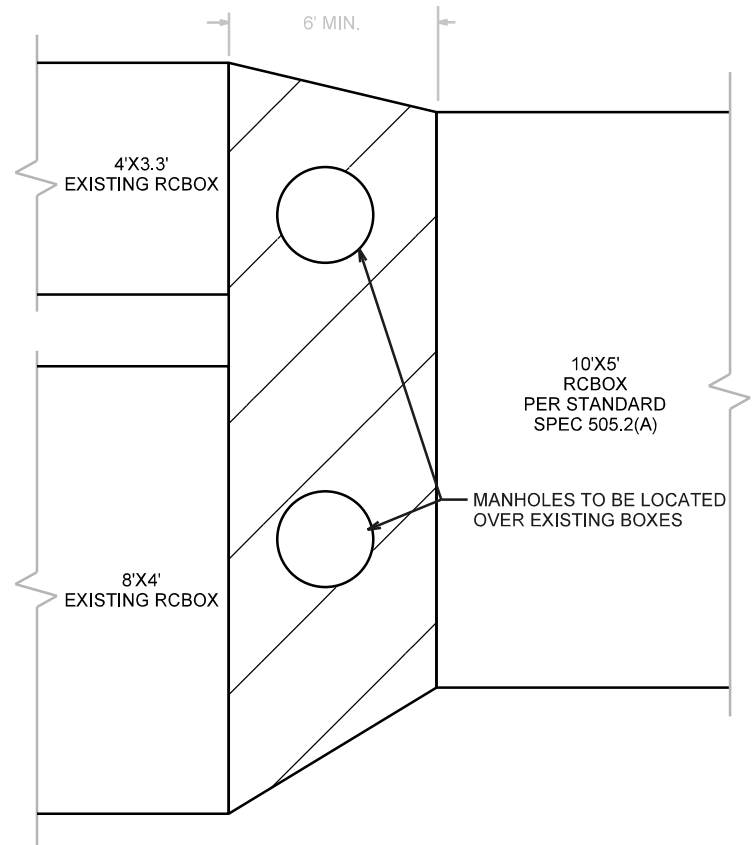 6' MIN.
4'X3.3'
EXISTING RCBOX
10'X5'
RCBOX
PER STANDARD
SPEC 505.2(A)
MANHOLES TO BE LOCATED
OVER EXISTING BOXES
8'X4'
EXISTING RCBOX